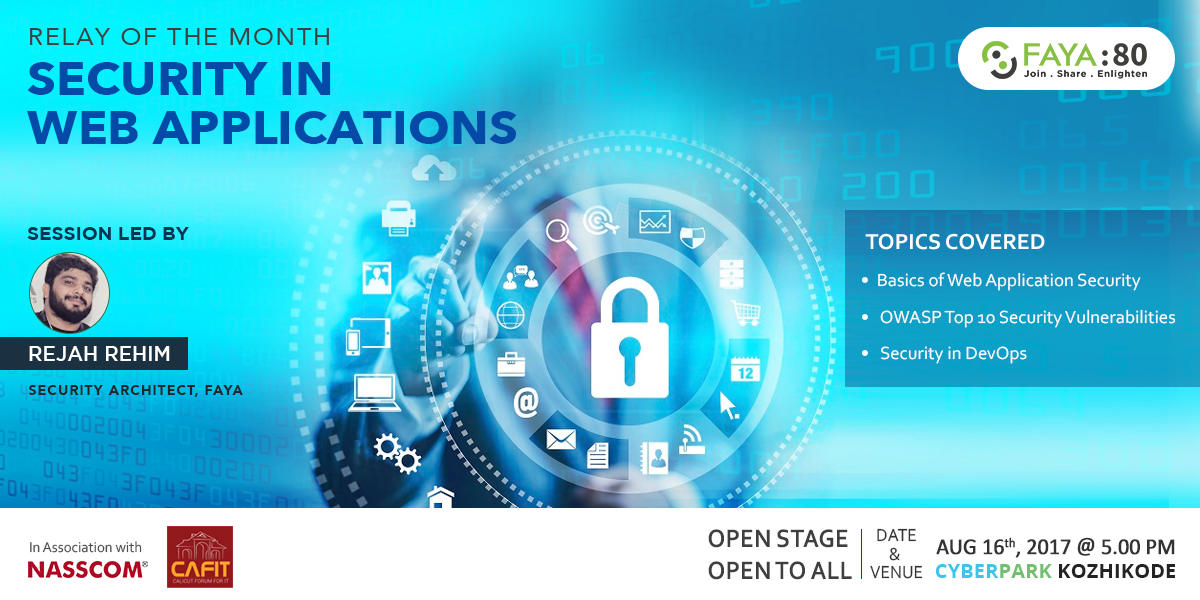 RELAY OF THE MONTH
SECURITY IN
WEB APPLICATIONS
FAYA:80
Join . Share . Enlighten
SESSION LED BY
REJAH REHIM
SECURITY ARCHITECT, FAYA
TOPICS COVERED
• Basics of Web Application Security
• OWASP Top 10 Security Vulnerabilities
• Security in DevOps
12
@
In Association with
NASSCOM®
CAFIT
CALICUT FORUM FOR IT
OPEN STAGE
OPEN TO ALL
DATE
&
VENUE
AUG 16th, 2017 @ 5.00 PM
CYBERPARK KOZHIKODE